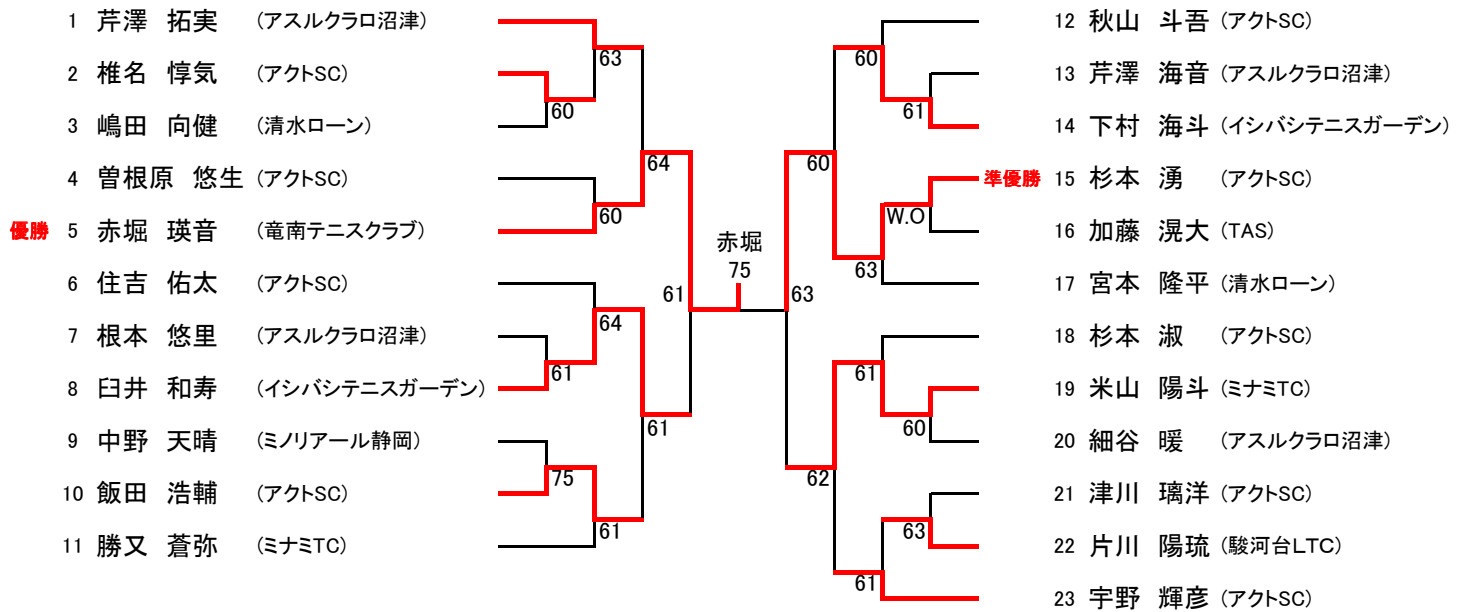 1 芹澤 拓実 (アスルクラロ沼津)
2 椎名 惇気 (アクトSC)
3 嶋田 向健 (清水ローン)
4 曽根原 悠生 (アクトSC)
優勝 5 赤堀 瑛音 (竜南テニスクラブ)
6 住吉 佑太 (アクトSC)
7 根本 悠里 (アスルクラロ沼津)
8 臼井 和寿 (イシバシテニスガーデン)
9 中野 天晴 (ミノリアール静岡)
10 飯田 浩輔 (アクトSC)
11 勝又 蒼弥 (ミナミTC)
63
60
64
60
61
64
61
61
75
61
赤堀
75
60
61
60
W.O
63
63
61
60
62
63
61
12 秋山 斗吾 (アクトSC)
13 芹澤 海音 (アスルクラロ沼津)
14 下村 海斗 (イシバシテニスガーデン)
準優勝 15 杉本 湧 (アクトSC)
16 加藤 滉大 (TAS)
17 宮本 隆平 (清水ローン)
18 杉本 淑 (アクトSC)
19 米山 陽斗 (ミナミTC)
20 細谷 暖 (アスルクラロ沼津)
21 津川 璃洋 (アクトSC)
22 片川 陽琉 (駿河台LTC)
23 宇野 輝彦 (アクトSC)